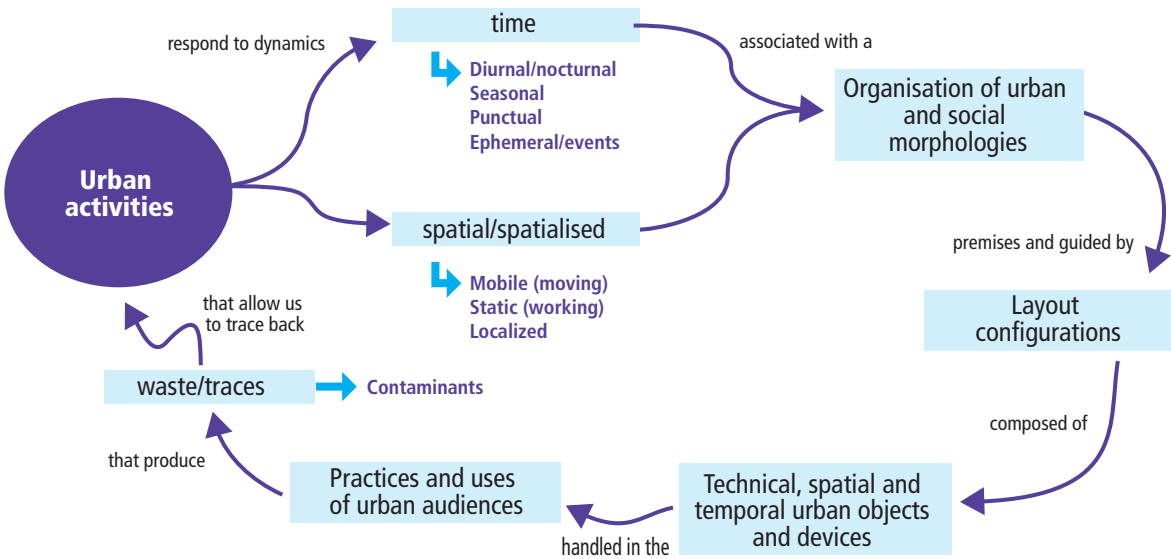 Urban
activities
respond to dynamics
time
Diurnal/nocturnal
Seasonal
Punctual
Ephemeral/events
spatial/spatialised
Mobile (moving)
Static (working)
Localized
associated with a
Organisation of urban
and social
morphologies
premises and guided by
Layout
configurations
composed of
Technical, spatial and
temporal urban objects
and devices
handled in the
Practices and uses
of urban audiences
that produce
waste/traces
Contaminants
that allow us
to trace back